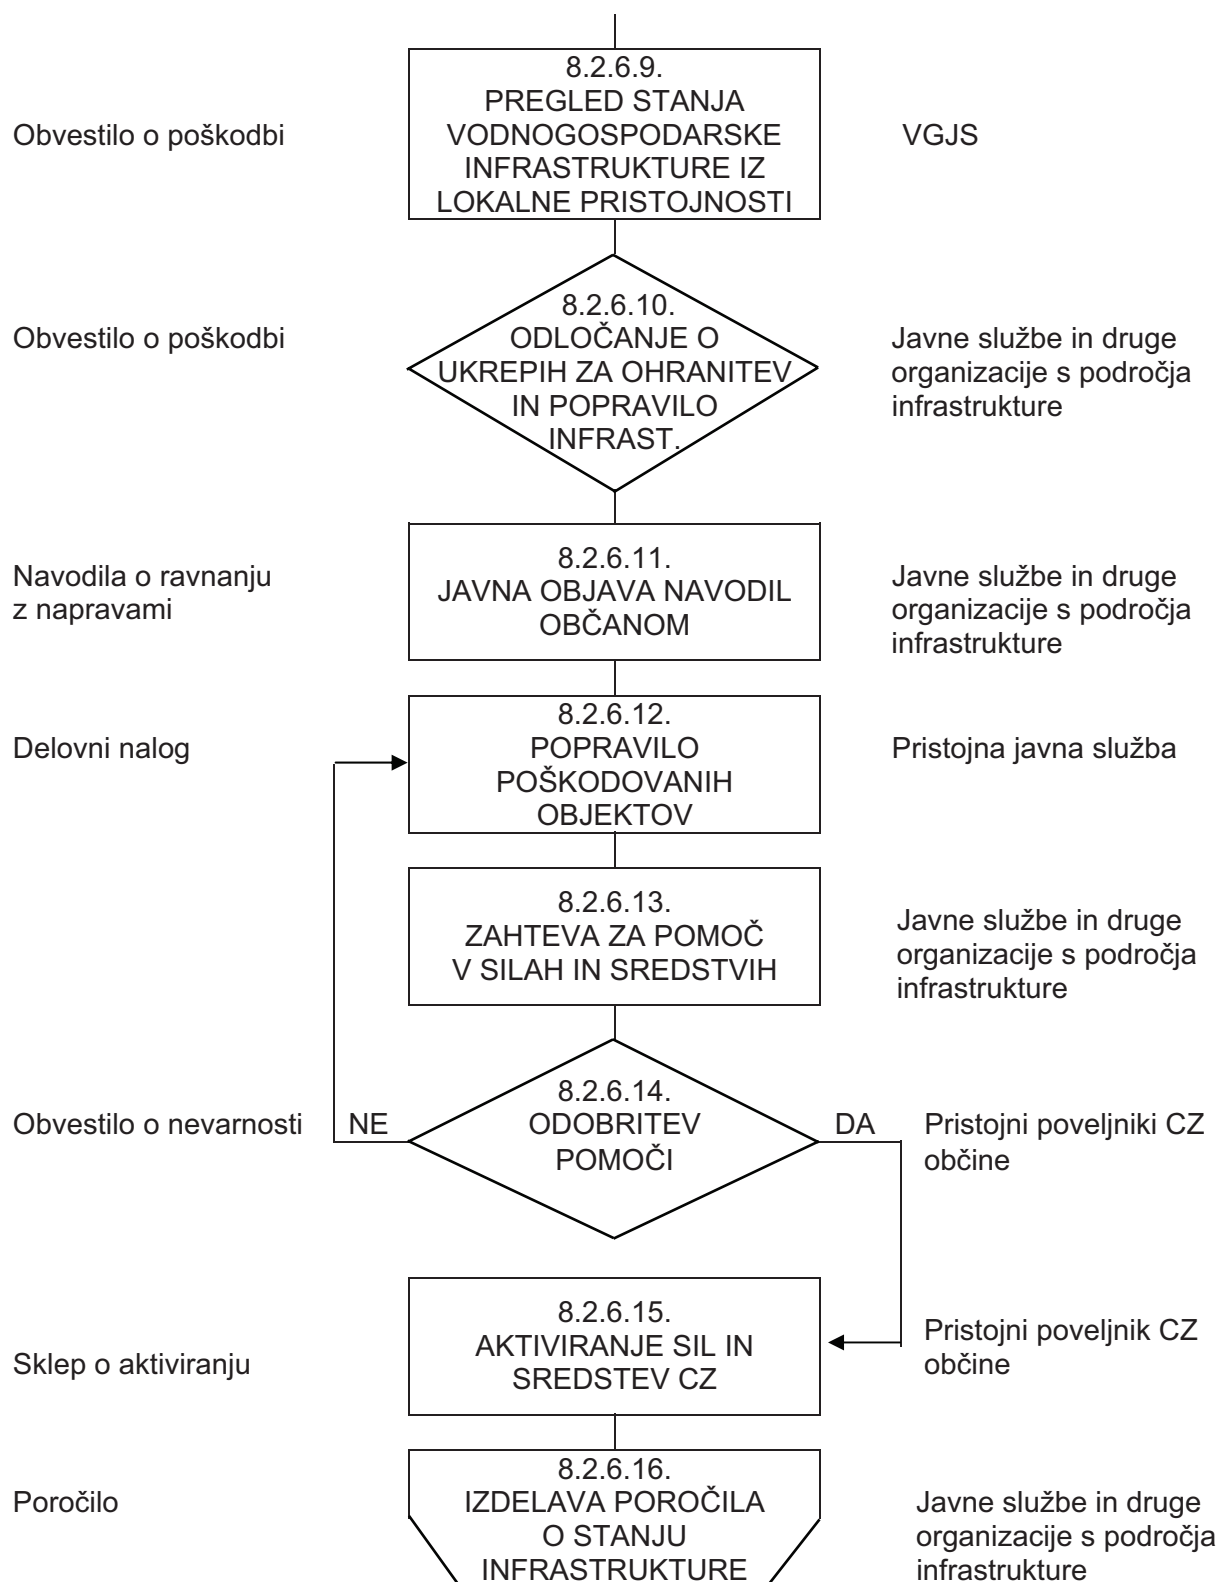 8.2.6.9.
PREGLED STANJA
VODNOGOSPODARSKE
INFRASTRUKTURE IZ
LOKALNE PRISTOJNOSTI
Obvestilo o poškodbi
VGJS
8.2.6.10.
ODLOČANJE O
UKREPIH ZA OHRANITEV
IN POPRAVILO
INFRAST.
Obvestilo o poškodbi
Javne službe in druge
organizacije s področja
infrastrukture
8.2.6.11.
JAVNA OBJAVA NAVODIL
OBČANOM
Navodila o ravnanju
z napravami
Javne službe in druge
organizacije s področja
infrastrukture
8.2.6.12.
POPRAVILO
POŠKODOVANIH
OBJEKTOV
Delovni nalog
Pristojna javna služba
8.2.6.13.
ZAHTEVA ZA POMOČ
V SILAH IN SREDSTVIH
Javne službe in druge
organizacije s področja
infrastrukture
8.2.6.14.
ODOBRITEV
POMOČI
Obvestilo o nevarnosti
NE
DA
Pristojni poveljniki CZ
občine
8.2.6.15.
AKTIVIRANJE SIL IN
SREDSTEV CZ
Sklep o aktiviranju
Pristojni poveljnik CZ
občine
8.2.6.16.
IZDELAVA POROČILA
O STANJU
INFRASTRUKTURE
Poročilo
Javne službe in druge
organizacije s področja
infrastrukture